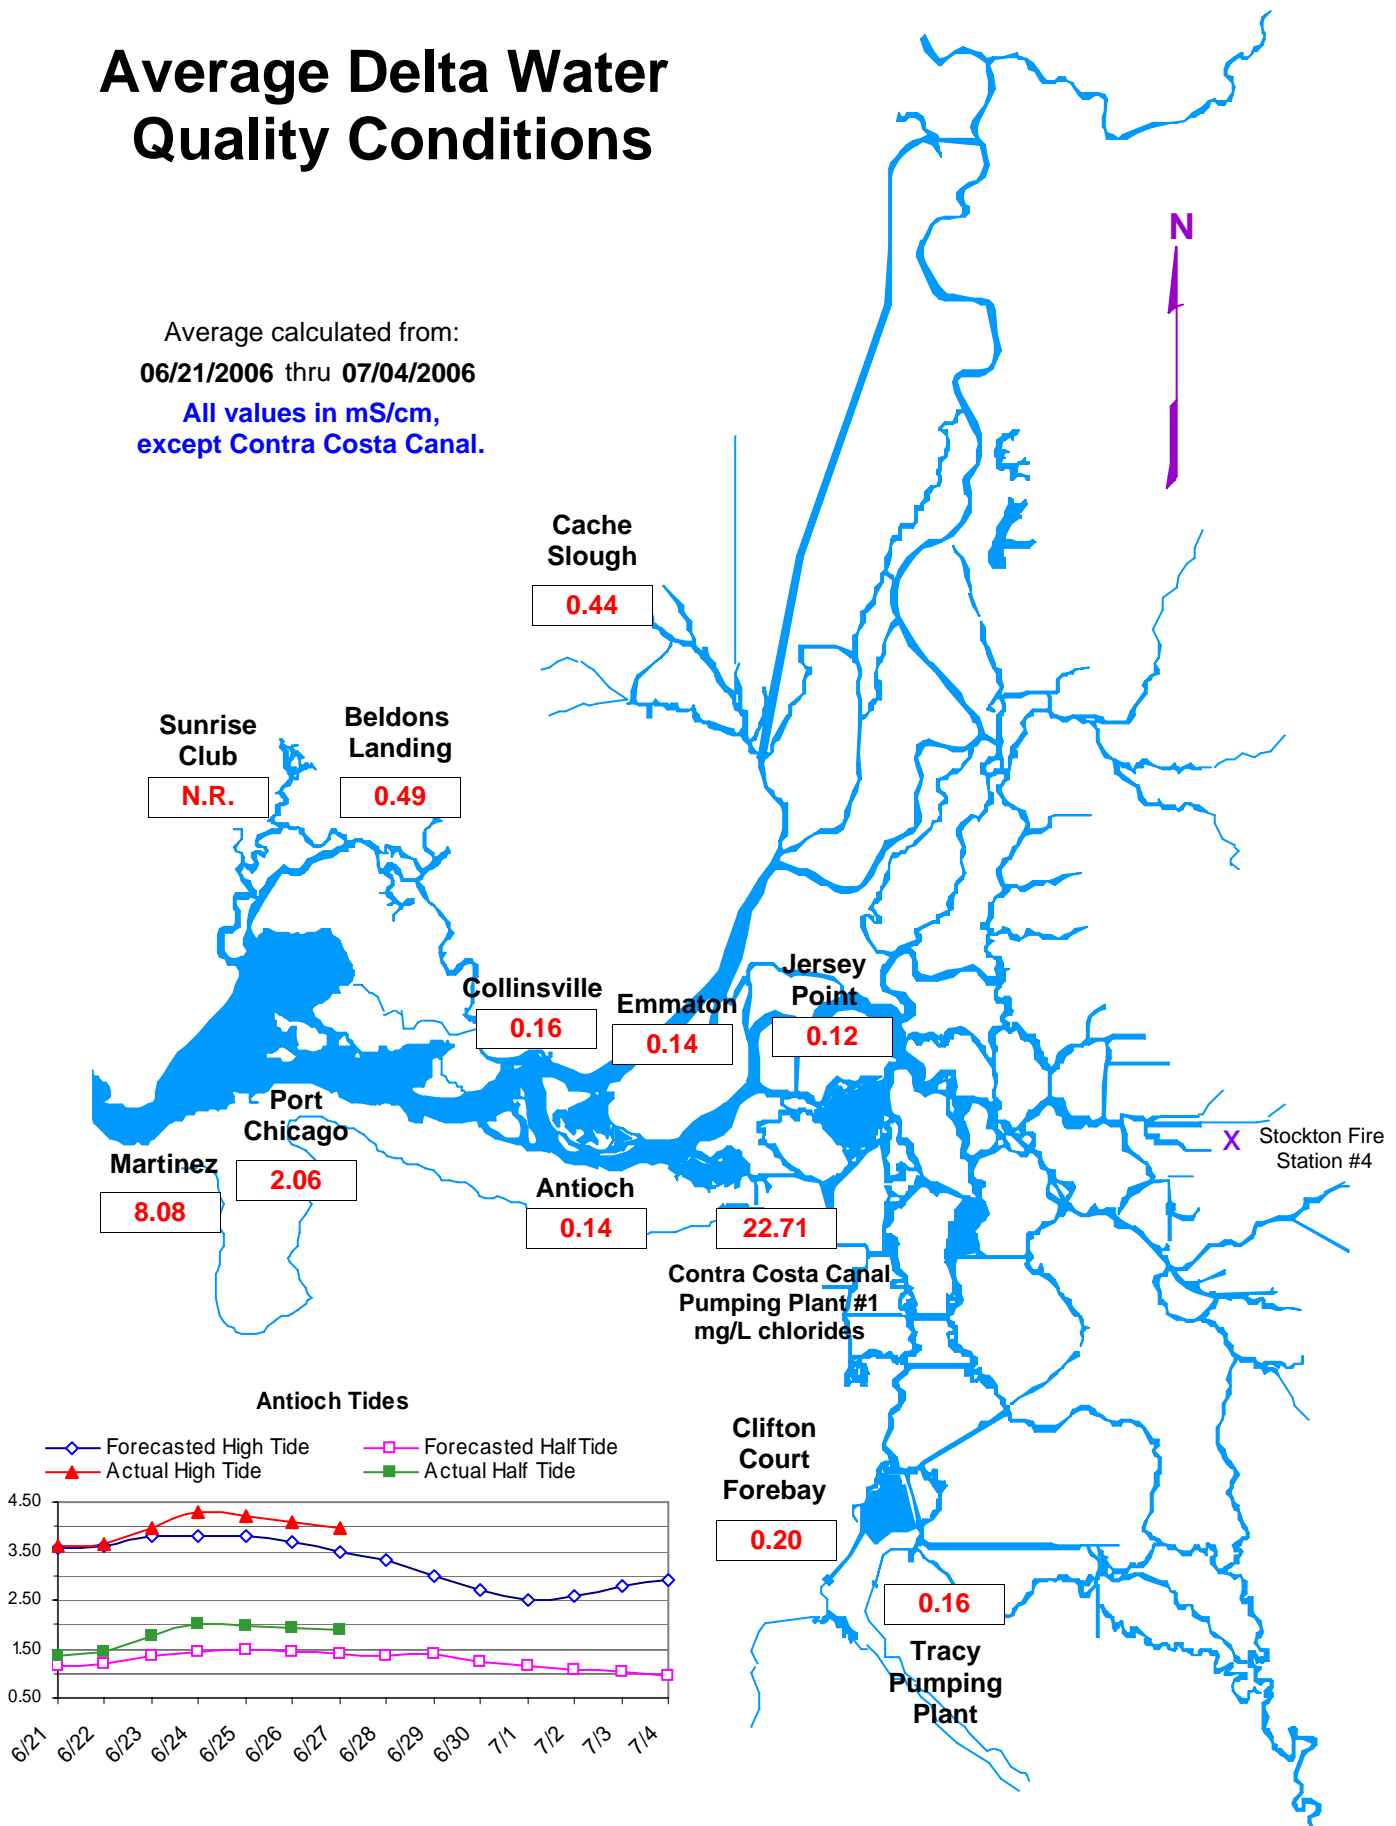 Average Delta Water
Quality Conditions
N
Average calculated from:
06/21/2006 thru 07/04/2006
All values in mS/cm,
except Contra Costa Canal.
Cache
Slough
0.44
Sunrise
Club
N.R.
Beldons
Landing
0.49
Collinsville
0.16
Emmaton
0.14
Jersey
Point
0.12
Port
Chicago
2.06
Martinez
8.08
Antioch
0.14
22.71
Contra Costa Canal
Pumping Plant #1
mg/L chlorides
X Stockton Fire
Station #4
Clifton
Court
Forebay
0.20
0.16
Tracy
Pumping
Plant
Antioch Tides
Forecasted High Tide
Forecasted Half Tide
Actual High Tide
Actual Half Tide
4.50
3.50
2.50
1.50
0.50
6/21 6/22 6/23 6/24 6/25 6/26 6/27 6/28 6/29 6/30 7/1 7/2 7/3 7/4